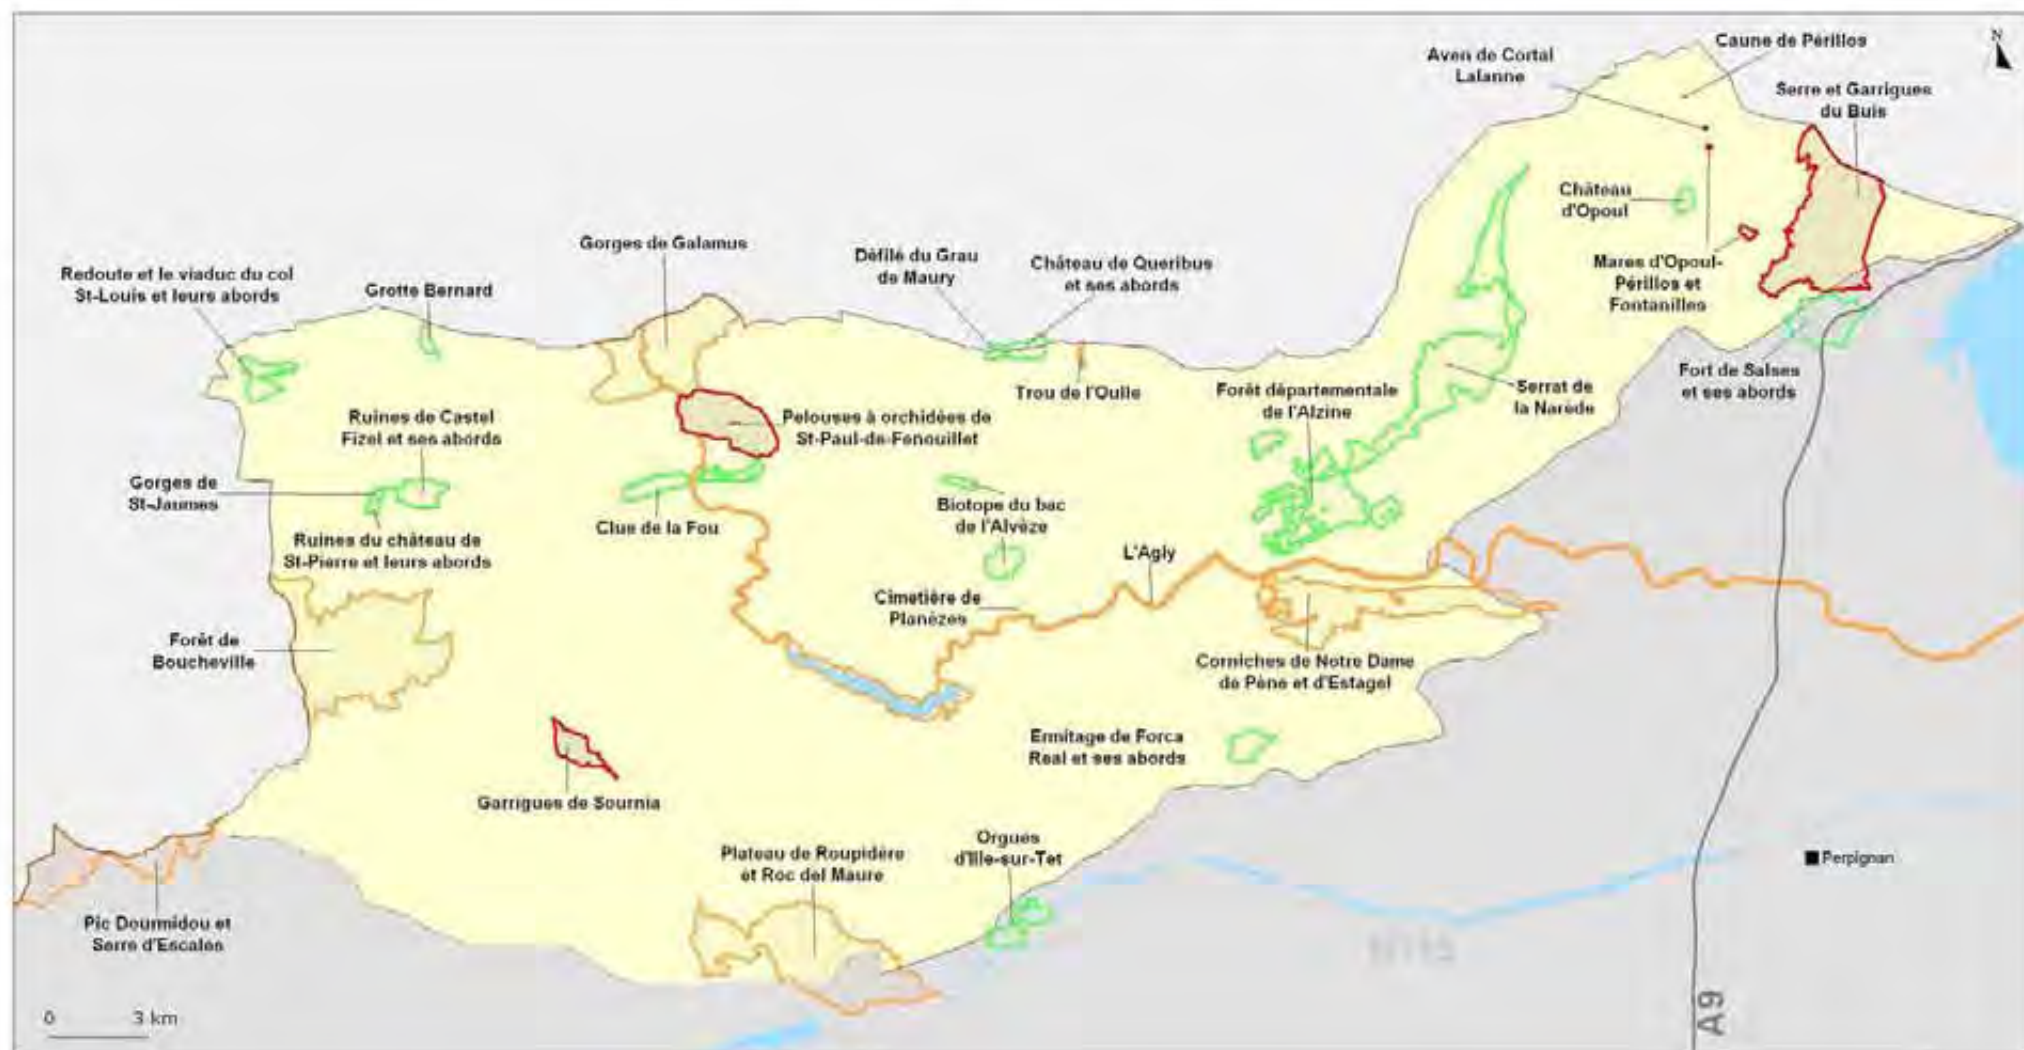 N
Caune de Périllos
Aven de Cortal
Lalanne
Serre et Garrigues
du Buis
Château
d'Opoul
Mares d'Opoul-
Périllos et
Fontanilles
Gorges de Galamus
Défilé du Grau
de Maury
Château de Queribus
et ses abords
Redoute et le viaduc du col
St-Louis et leurs abords
Grotte Bernard
Trou de l'Oulle
Forêt départementale
de l'Alzine
Serrat de
la Narède
Fort de Salses
et ses abords
Ruines de Castel
Fizel et ses abords
Pelouses à orchidées de
St-Paul-de-Fenouillet
Gorges de
St-Jaumes
Clue de la Fou
Biotope du bac
de l'Alvèze
Ruines du château de
St-Pierre et leurs abords
L'Agly
Cimetière de
Planèzes
Forêt de
Boucheville
Corniches de Notre Dame
de Pène et d'Estagel
Ermitage de Forca
Real et ses abords
Garrigues de Sournia
Plateau de Roupidère
et Roc del Maure
Orgues
d'Ille-sur-Tet
Perpignan
Pic Dourmidou et
Serre d'Escales
A9
0 3 km